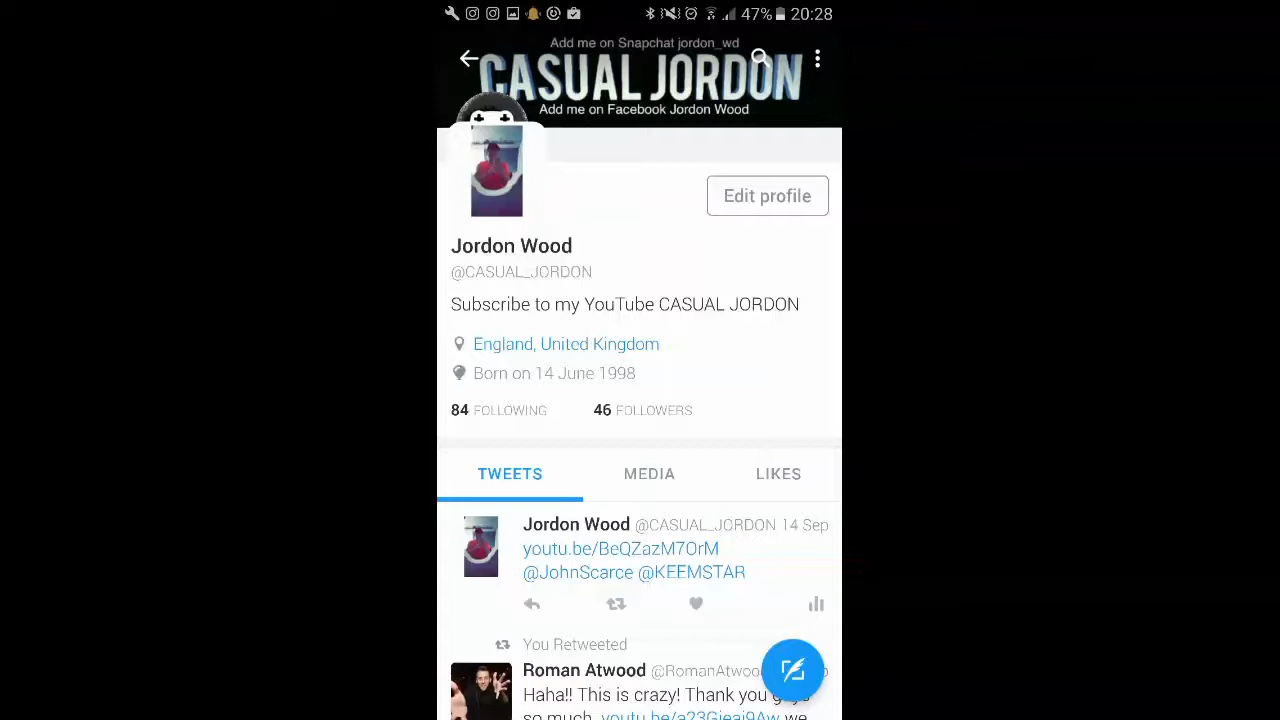 47% 20:28
Add me on Snapchat jordon_wd
CASUAL JORDON
Add me on Facebook Jordon Wood
Edit profile
Jordon Wood
@CASUAL_JORDON
Subscribe to my YouTube CASUAL JORDON
England, United Kingdom
Born on 14 June 1998
84 FOLLOWING 46 FOLLOWERS
TWEETS MEDIA LIKES
Jordon Wood @CASUAL_JORDON 14 Sep
youtu.be/BeQZazM7OrM
@JohnScarce @KEEMSTAR
You Retweeted
Roman Atwood @RomanAtwoo
Haha!! This is crazy! Thank you guys
so much. youtu.be/a23Gieaj9Aw we